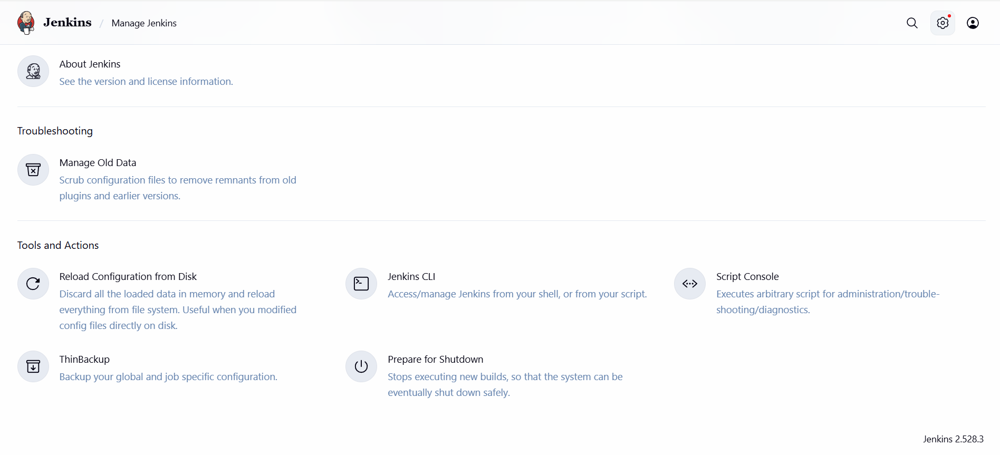 Jenkins / Manage Jenkins
About Jenkins
See the version and license information.
Troubleshooting
Manage Old Data
Scrub configuration files to remove remnants from old
plugins and earlier versions.
Tools and Actions
Reload Configuration from Disk
Discard all the loaded data in memory and reload
everything from file system. Useful when you modified
config files directly on disk.
Jenkins CLI
Access/manage Jenkins from your shell, or from your script.
Script Console
Executes arbitrary script for administration/trouble-
shooting/diagnostics.
ThinBackup
Backup your global and job specific configuration.
Prepare for Shutdown
Stops executing new builds, so that the system can be
eventually shut down safely.
Jenkins 2.528.3